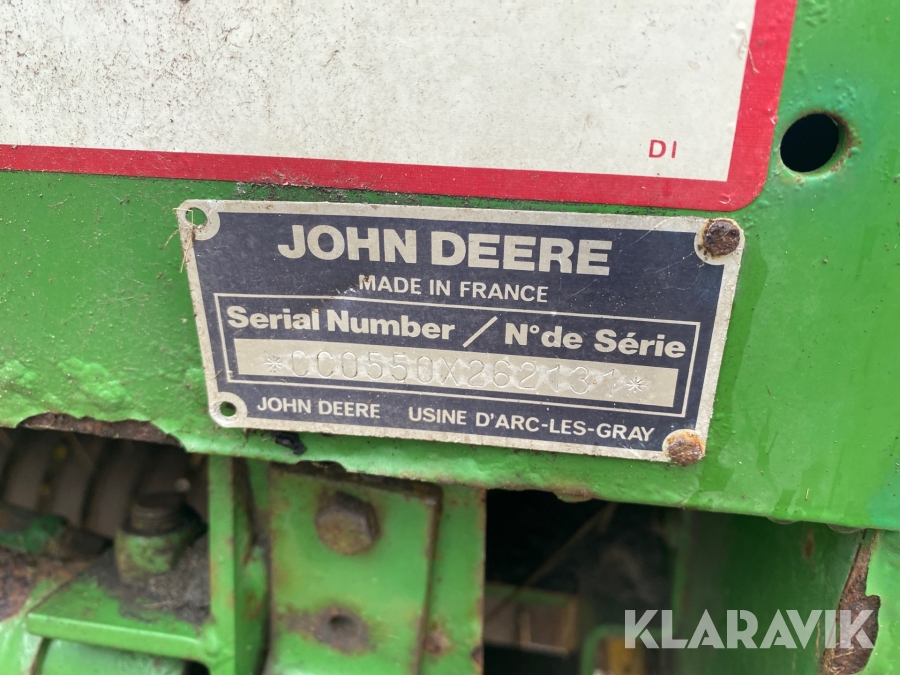 DI
JOHN DEERE
MADE IN FRANCE
Serial Number / N° de Série
*CC0550X262131*
JOHN DEERE USINE D'ARC-LES-GRAY
KLARAVIK